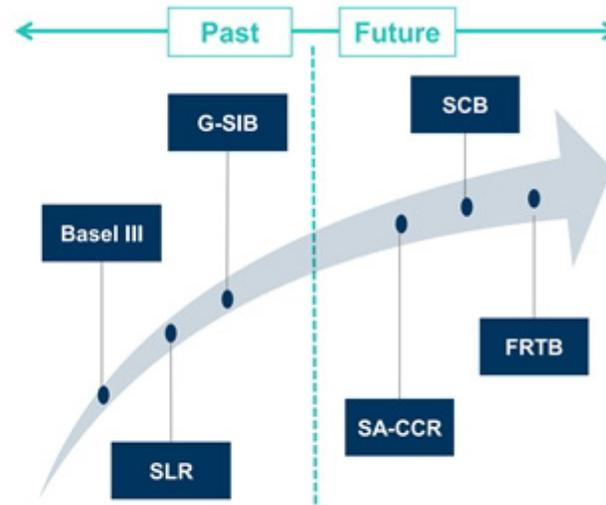 Past
Future
G-SIB
SCB
Basel III
FRTB
SA-CCR
SLR